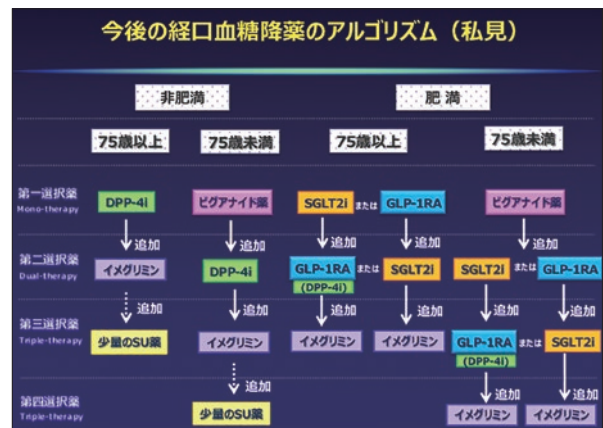 今後の経口血糖降薬のアルゴリズム（私見）
非肥満 肥 満
75歳以上 75歳未満 75歳以上 75歳未満
第一選択薬 DPP-4i ビグアナイド薬 SGLT2i または GLP-1RA ビグアナイド薬
Mono-therapy
追加 追加 追加 追加 追加
第二選択薬 イメグリミン DPP-4i GLP-1RA または SGLT2i SGLT2i または GLP-1RA
Dual-therapy
(DPP-4i)
追加 追加 追加 追加 追加 追加
第三選択薬 少量のSU薬 イメグリミン イメグリミン イメグリミン GLP-1RA または SGLT2i
Triple-therapy
(DPP-4i)
追加 追加 追加
第四選択薬 少量のSU薬 イメグリミン イメグリミン
Triple-therapy